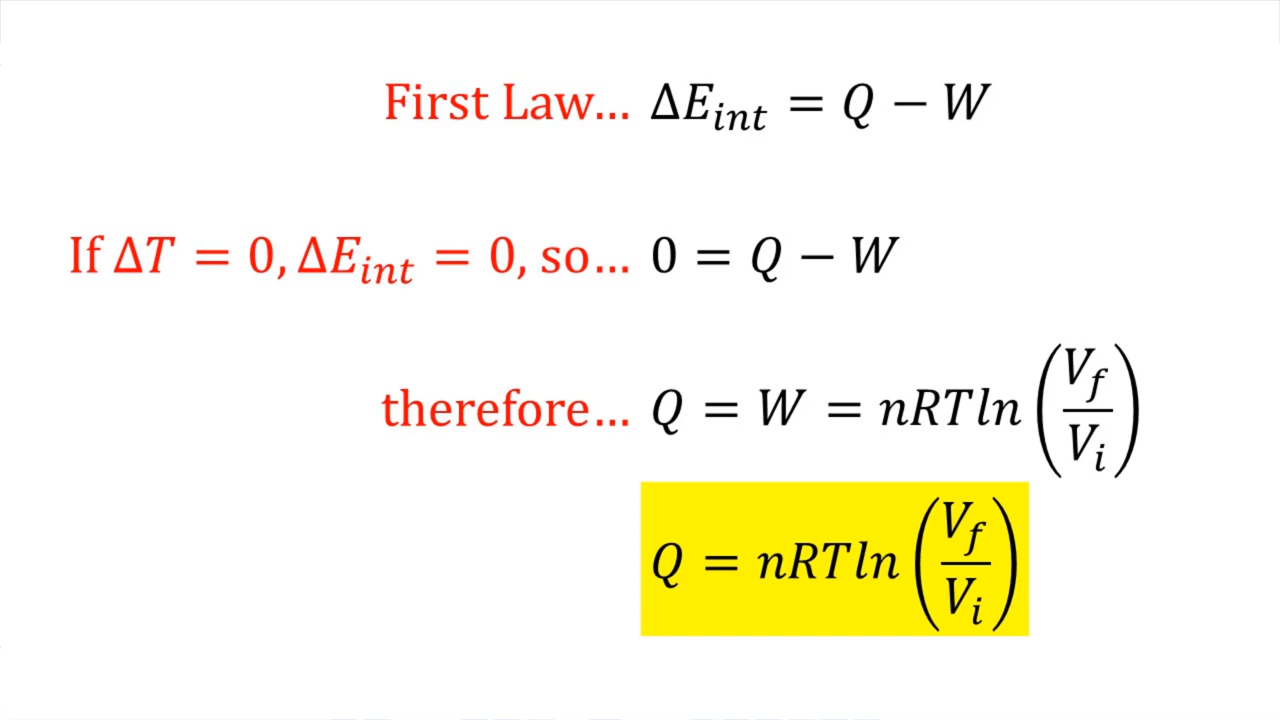 First Law... ΔE_int = Q − W
If ΔT = 0, ΔE_int = 0, so... 0 = Q − W
therefore... Q = W = nRTln(V_f/V_i)
Q = nRTln(V_f/V_i)